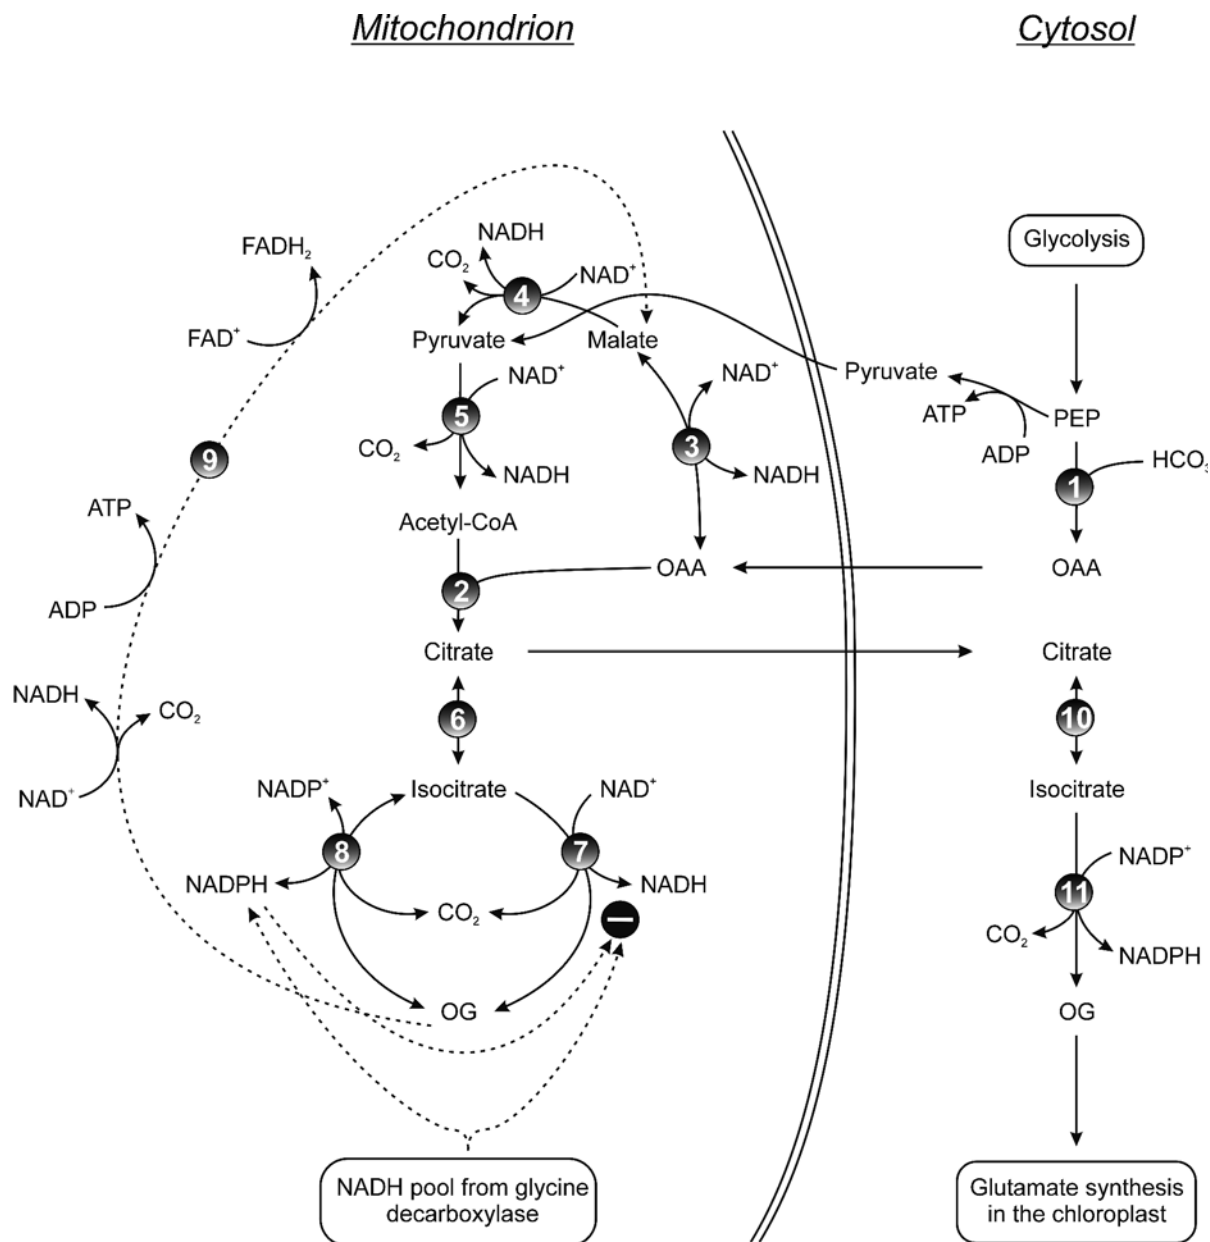 Mitochondrion
Cytosol
Glycolysis
NADH
CO₂
FADH₂
NAD⁺
4
FAD⁺
Pyruvate
Malate
NAD⁺
NAD⁺
Pyruvate
ATP
PEP
5
3
ADP
HCO₃
CO₂
NADH
NADH
1
9
ATP
Acetyl-CoA
OAA
OAA
ADP
2
Citrate
Citrate
NADH
CO₂
6
10
NAD⁺
NADP⁺
Isocitrate
NAD⁺
Isocitrate
8
7
NADP⁺
NADPH
NADH
11
CO₂
CO₂
NADPH
OG
OG
NADH pool from glycine
decarboxylase
Glutamate synthesis
in the chloroplast